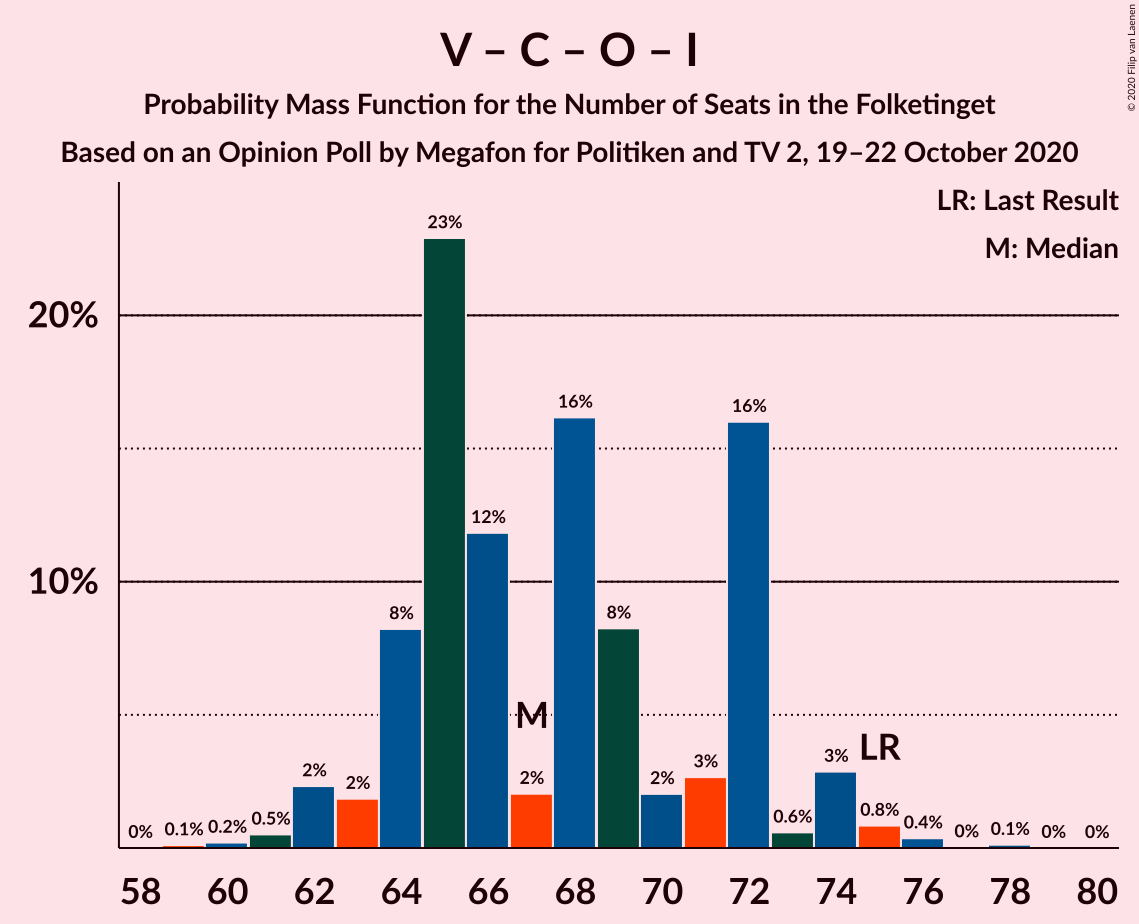 V – C – O – I
Probability Mass Function for the Number of Seats in the Folketinget
Based on an Opinion Poll by Megafon for Politiken and TV 2, 19–22 October 2020
© 2020 Filip van Laenen
LR: Last Result
M: Median
20%
10%
0% 0.1% 0.2% 0.5% 2% 2% 8% 23% 12% 2% 16% 8% 2% 3% 16% 0.6% 3% 0.8% 0.4% 0% 0.1% 0% 0%
M
LR
58 60 62 64 66 68 70 72 74 76 78 80